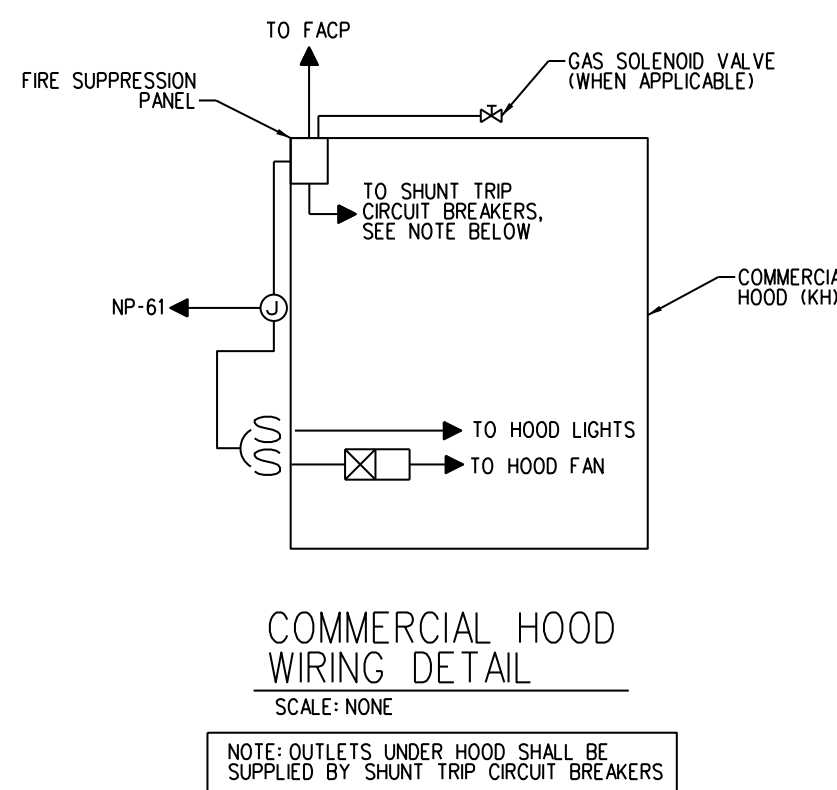 TO FACP
FIRE SUPPRESSION
PANEL
GAS SOLENOID VALVE
(WHEN APPLICABLE)
TO SHUNT TRIP
CIRCUIT BREAKERS,
SEE NOTE BELOW
NP-61
J
COMMERCIA
HOOD (KH)
TO HOOD LIGHTS
TO HOOD FAN
COMMERCIAL HOOD
WIRING DETAIL
SCALE: NONE
NOTE: OUTLETS UNDER HOOD SHALL BE
SUPPLIED BY SHUNT TRIP CIRCUIT BREAKERS